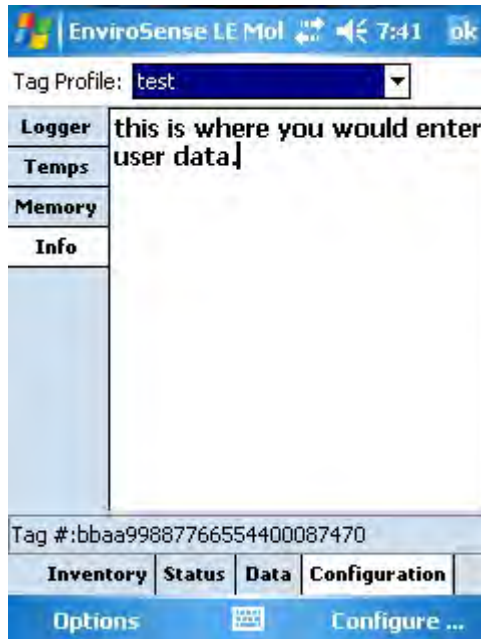 EnviroSense LE Mol 7:41 ok
Tag Profile: test
Logger
Temps
Memory
Info
this is where you would enter
user data.
Tag #:bbaa99887766554400087470
Inventory Status Data Configuration
Options Configure ...